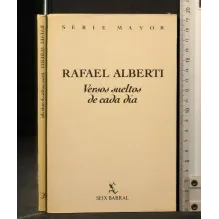 SERIE MAYOR
RAFAEL ALBERTI
Versos sueltos
de cada día
SEIX BARRAL